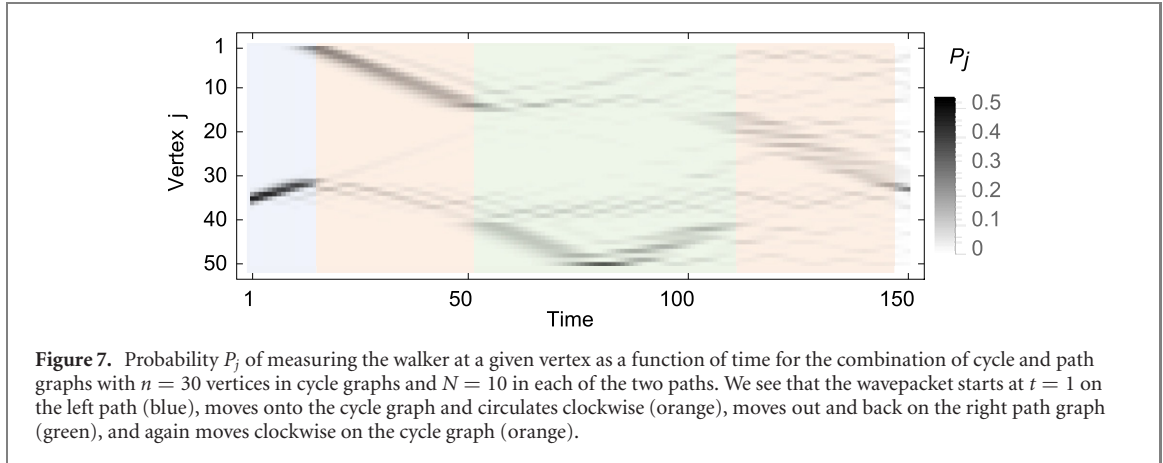 1
10
20
30
40
50
Vertex j
1
50
100
150
Time
Pj
0.5
0.4
0.3
0.2
0.1
0
Figure 7. Probability Pj of measuring the walker at a given vertex as a function of time for the combination of cycle and path
graphs with n = 30 vertices in cycle graphs and N = 10 in each of the two paths. We see that the wavepacket starts at t = 1 on
the left path (blue), moves onto the cycle graph and circulates clockwise (orange), moves out and back on the right path graph
(green), and again moves clockwise on the cycle graph (orange).